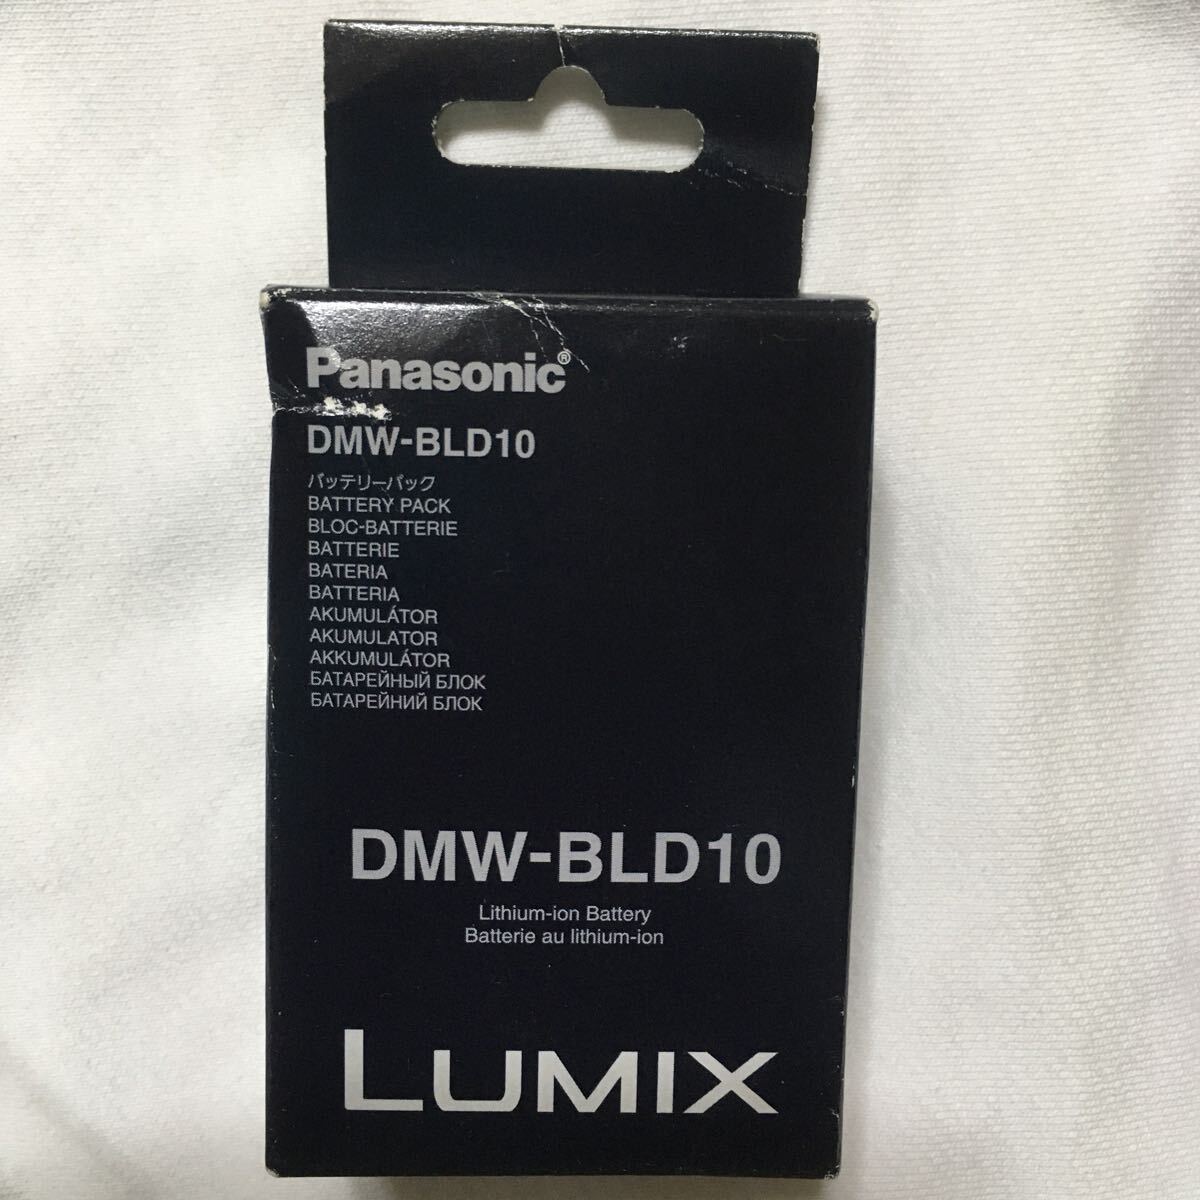 Panasonic®
DMW-BLD10
バッテリーパック
BATTERY PACK
BLOC-BATTERIE
BATTERIE
BATERIA
BATTERIA
AKUMULÁTOR
AKUMULATOR
AKKUMULÁTOR
БАТАРЕЙНЫЙ БЛОК
БАТАРЕЙНИЙ БЛОК
DMW-BLD10
Lithium-ion Battery
Batterie au lithium-ion
LUMIX